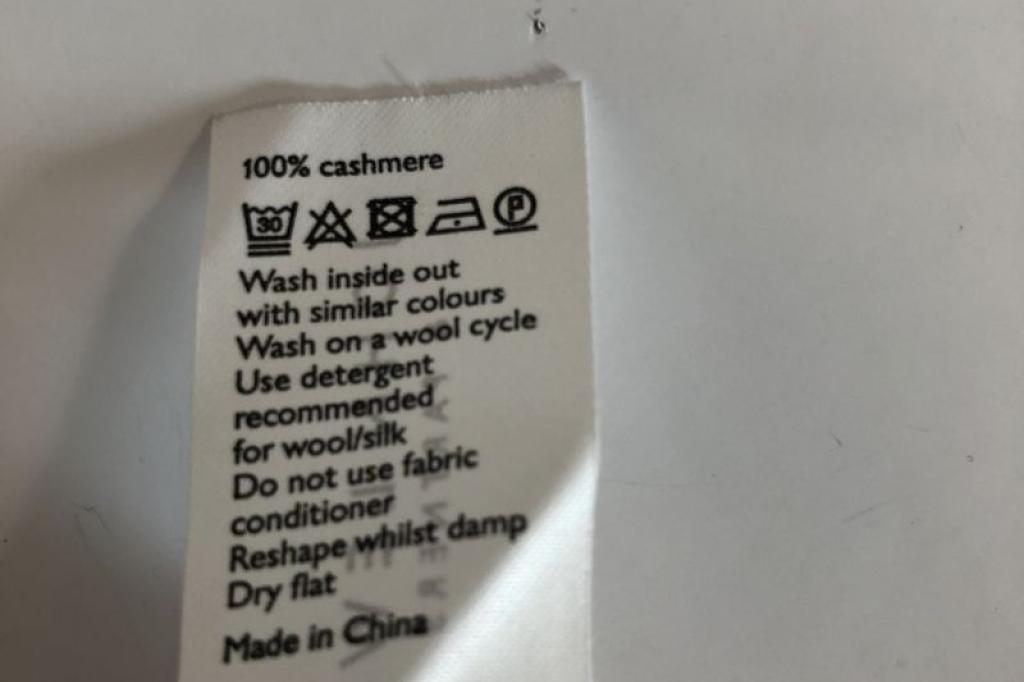 100% cashmere
30 P
Wash inside out
with similar colours
Wash on a wool cycle
Use detergent
recommended
for wool/silk
Do not use fabric
conditioner
Reshape whilst damp
Dry flat
Made in China